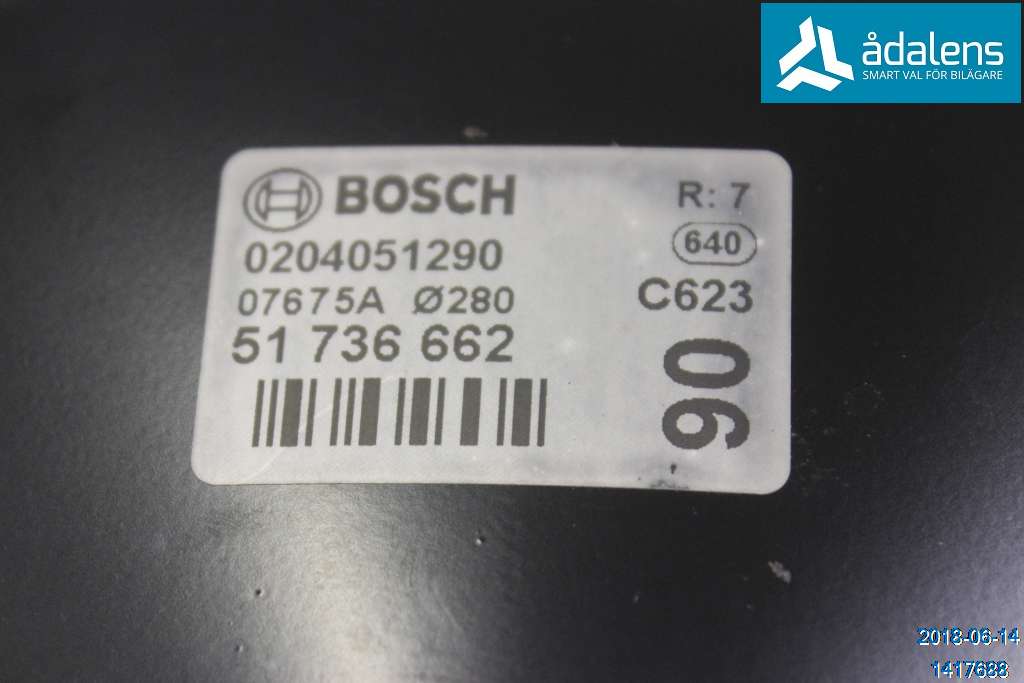 ådalens
SMART VAL FÖR BILÄGARE
BOSCH
R: 7
0204051290
640
07675A Ø280
C623
51 736 662
90
2018-06-14
1417688